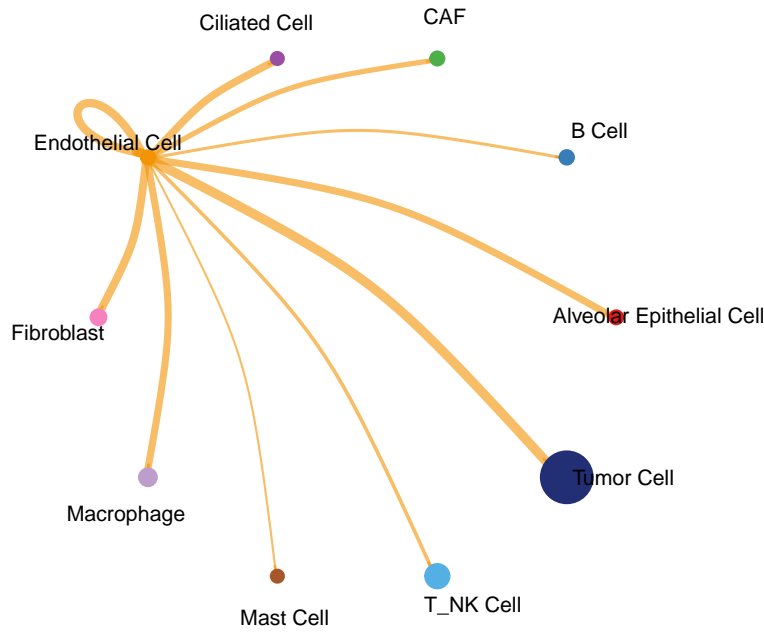 Ciliated Cell
CAF
B Cell
Endothelial Cell
Alveolar Epithelial Cell
Fibroblast
Tumor Cell
Macrophage
T_NK Cell
Mast Cell